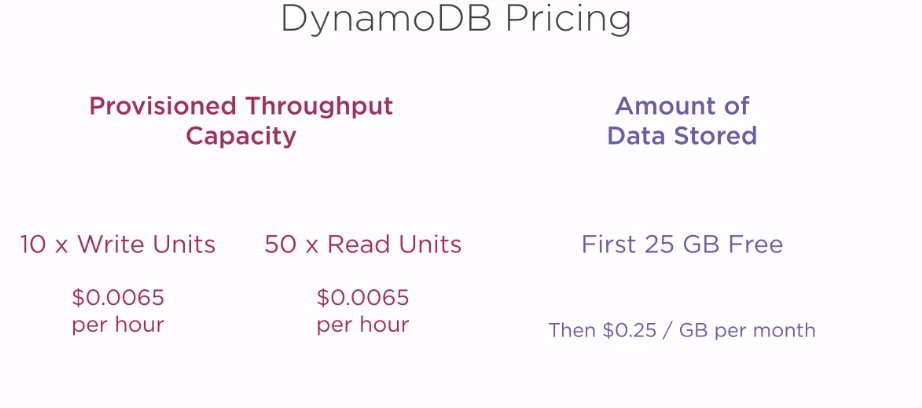 DynamoDB Pricing
Provisioned Throughput
Capacity
Amount of
Data Stored
10 x Write Units
$0.0065
per hour
50 x Read Units
$0.0065
per hour
First 25 GB Free
Then $0.25 / GB per month